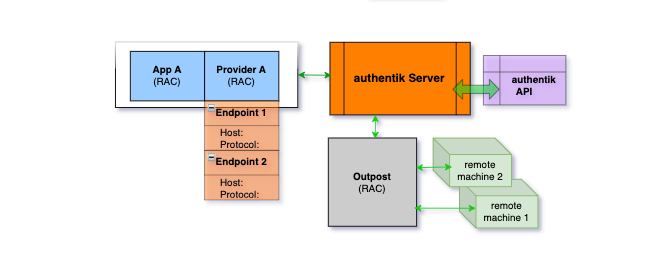 App A
(RAC)
Provider A
(RAC)
Endpoint 1
Host:
Protocol:
Endpoint 2
Host:
Protocol:
authentik Server
authentik
API
Outpost
(RAC)
remote
machine 2
remote
machine 1